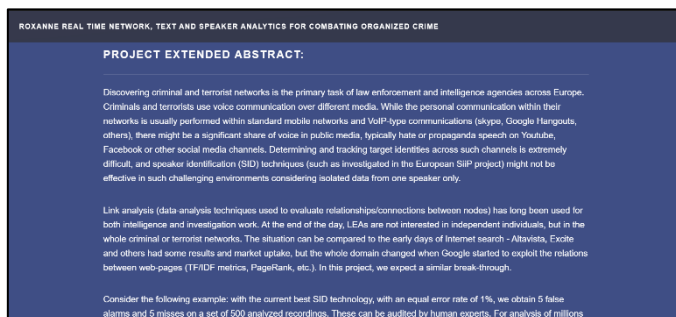 ROXANNE REAL TIME NETWORK, TEXT AND SPEAKER ANALYTICS FOR COMBATING ORGANIZED CRIME
PROJECT EXTENDED ABSTRACT:
Discovering criminal and terrorist networks is the primary task of law enforcement and intelligence agencies across Europe.
Criminals and terrorists use voice communication over different media. While the personal communication within their
networks is usually performed within standard mobile networks and VoIP-type communications (skype, Google Hangouts,
others), there might be a significant share of voice in public media, typically hate or propaganda speech on Youtube,
Facebook or other social media channels. Determining and tracking target identities across such channels is extremely
difficult, and speaker identification (SID) techniques (such as investigated in the European SiiP project) might not be
effective in such challenging environments considering isolated data from one speaker only.
Link analysis (data-analysis techniques used to evaluate relationships/connections between nodes) has long been used for
both intelligence and investigation work. At the end of the day, LEAs are not interested in independent individuals, but in the
whole criminal or terrorist networks. The situation can be compared to the early days of Internet search - Altavista, Excite
and others had some results and market uptake, but the whole domain changed when Google started to exploit the relations
between web-pages (TF/IDF metrics, PageRank, etc.). In this project, we expect a similar break-through.
Consider the following example: with the current best SID technology, with an equal error rate of 1%, we obtain 5 false
alarms and 5 misses on a set of 500 analyzed recordings. These can be audited by human experts. For analysis of millions